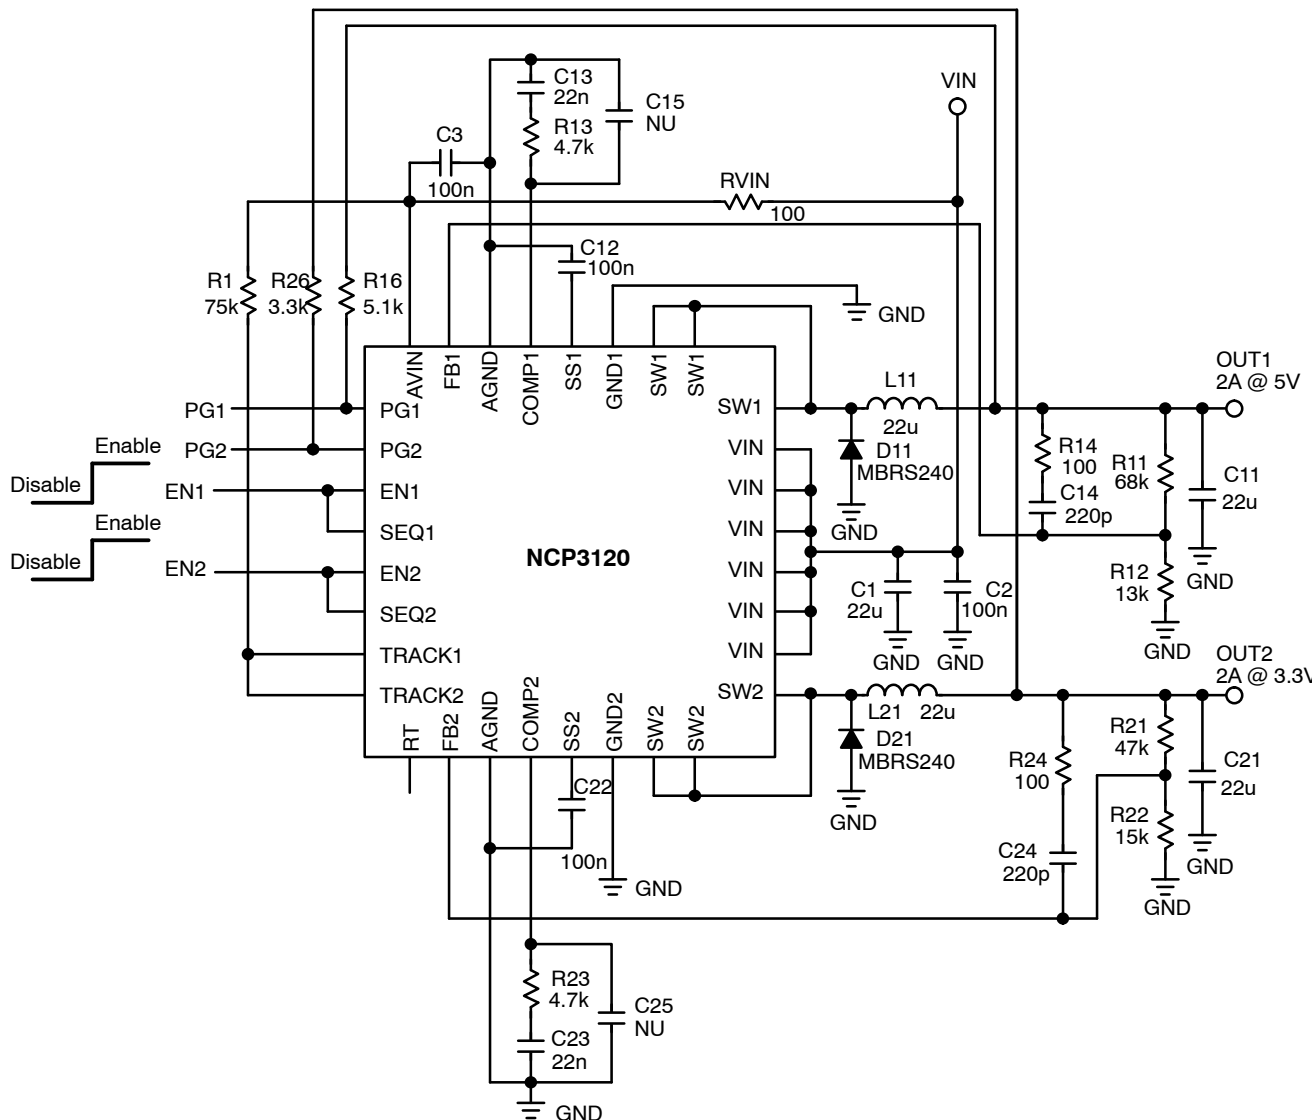 C13
22n
C15
NU
VIN
R13
4.7k
C3
100n
RVIN
100
C12
100n
R1
75k
R26
3.3k
R16
5.1k
GND
AVIN
FB1
AGND
COMP1
SS1
GND1
SW1
SW1
OUT1
2A @ 5V
L11
22u
PG1
PG1
SW1
PG2
PG2
VIN
Enable
Disable
EN1
EN1
VIN
SEQ1
VIN
Enable
Disable
EN2
EN2
VIN
SEQ2
VIN
TRACK1
VIN
TRACK2
SW2
NCP3120
D11
MBRS240
GND
R14
100
C14
220p
R11
68k
C11
22u
GND
R12
13k
GND
C1
22u
GND
C2
100n
GND
OUT2
2A @ 3.3V
L21
22u
RT
FB2
AGND
COMP2
SS2
GND2
SW2
SW2
D21
MBRS240
GND
R21
47k
R24
100
C21
22u
GND
R22
15k
GND
C24
220p
C22
100n
GND
R23
4.7k
C25
NU
C23
22n
GND